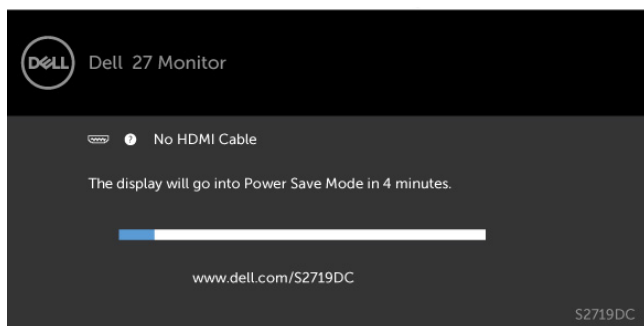 DELL
Dell 27 Monitor
? No HDMI Cable
The display will go into Power Save Mode in 4 minutes.
www.dell.com/S2719DC
S2719DC